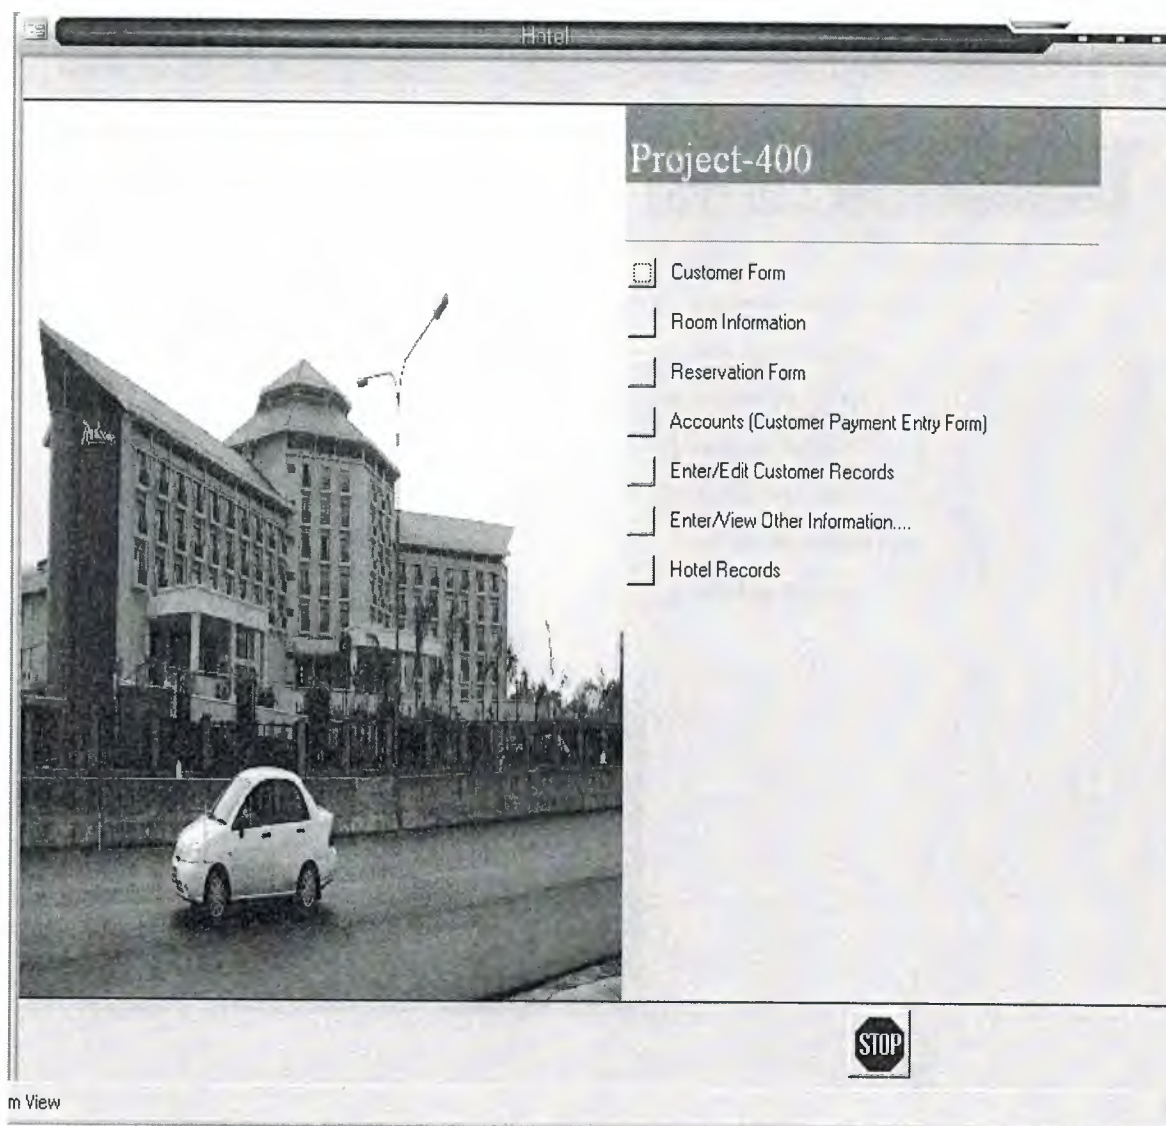 Hotel
Project-400
Customer Form
Room Information
Reservation Form
Accounts (Customer Payment Entry Form)
Enter/Edit Customer Records
Enter/View Other Information....
Hotel Records
STOP
m View